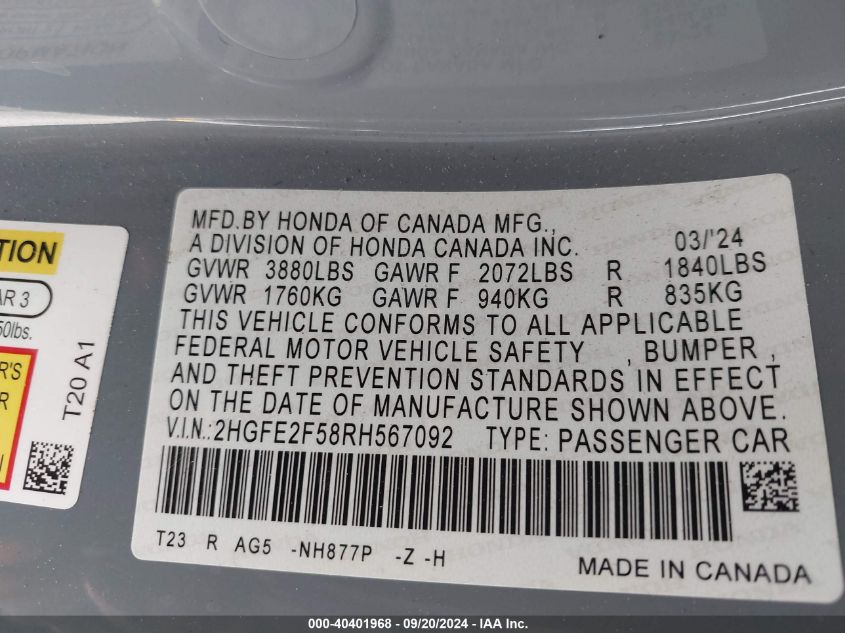 MFD.BY HONDA OF CANADA MFG.,
A DIVISION OF HONDA CANADA INC. 03/'24
GVWR 3880LBS GAWR F 2072LBS R 1840LBS
GVWR 1760KG GAWR F 940KG R 835KG
THIS VEHICLE CONFORMS TO ALL APPLICABLE
FEDERAL MOTOR VEHICLE SAFETY , BUMPER ,
AND THEFT PREVENTION STANDARDS IN EFFECT
ON THE DATE OF MANUFACTURE SHOWN ABOVE.
V.I.N.:2HGFE2F58RH567092 TYPE: PASSENGER CAR
T23 R AG5 -NH877P -Z -H
MADE IN CANADA
AR 3
50lbs.
R'S
R
N
T20 A1
000-40401968 - 09/20/2024 - IAA Inc.